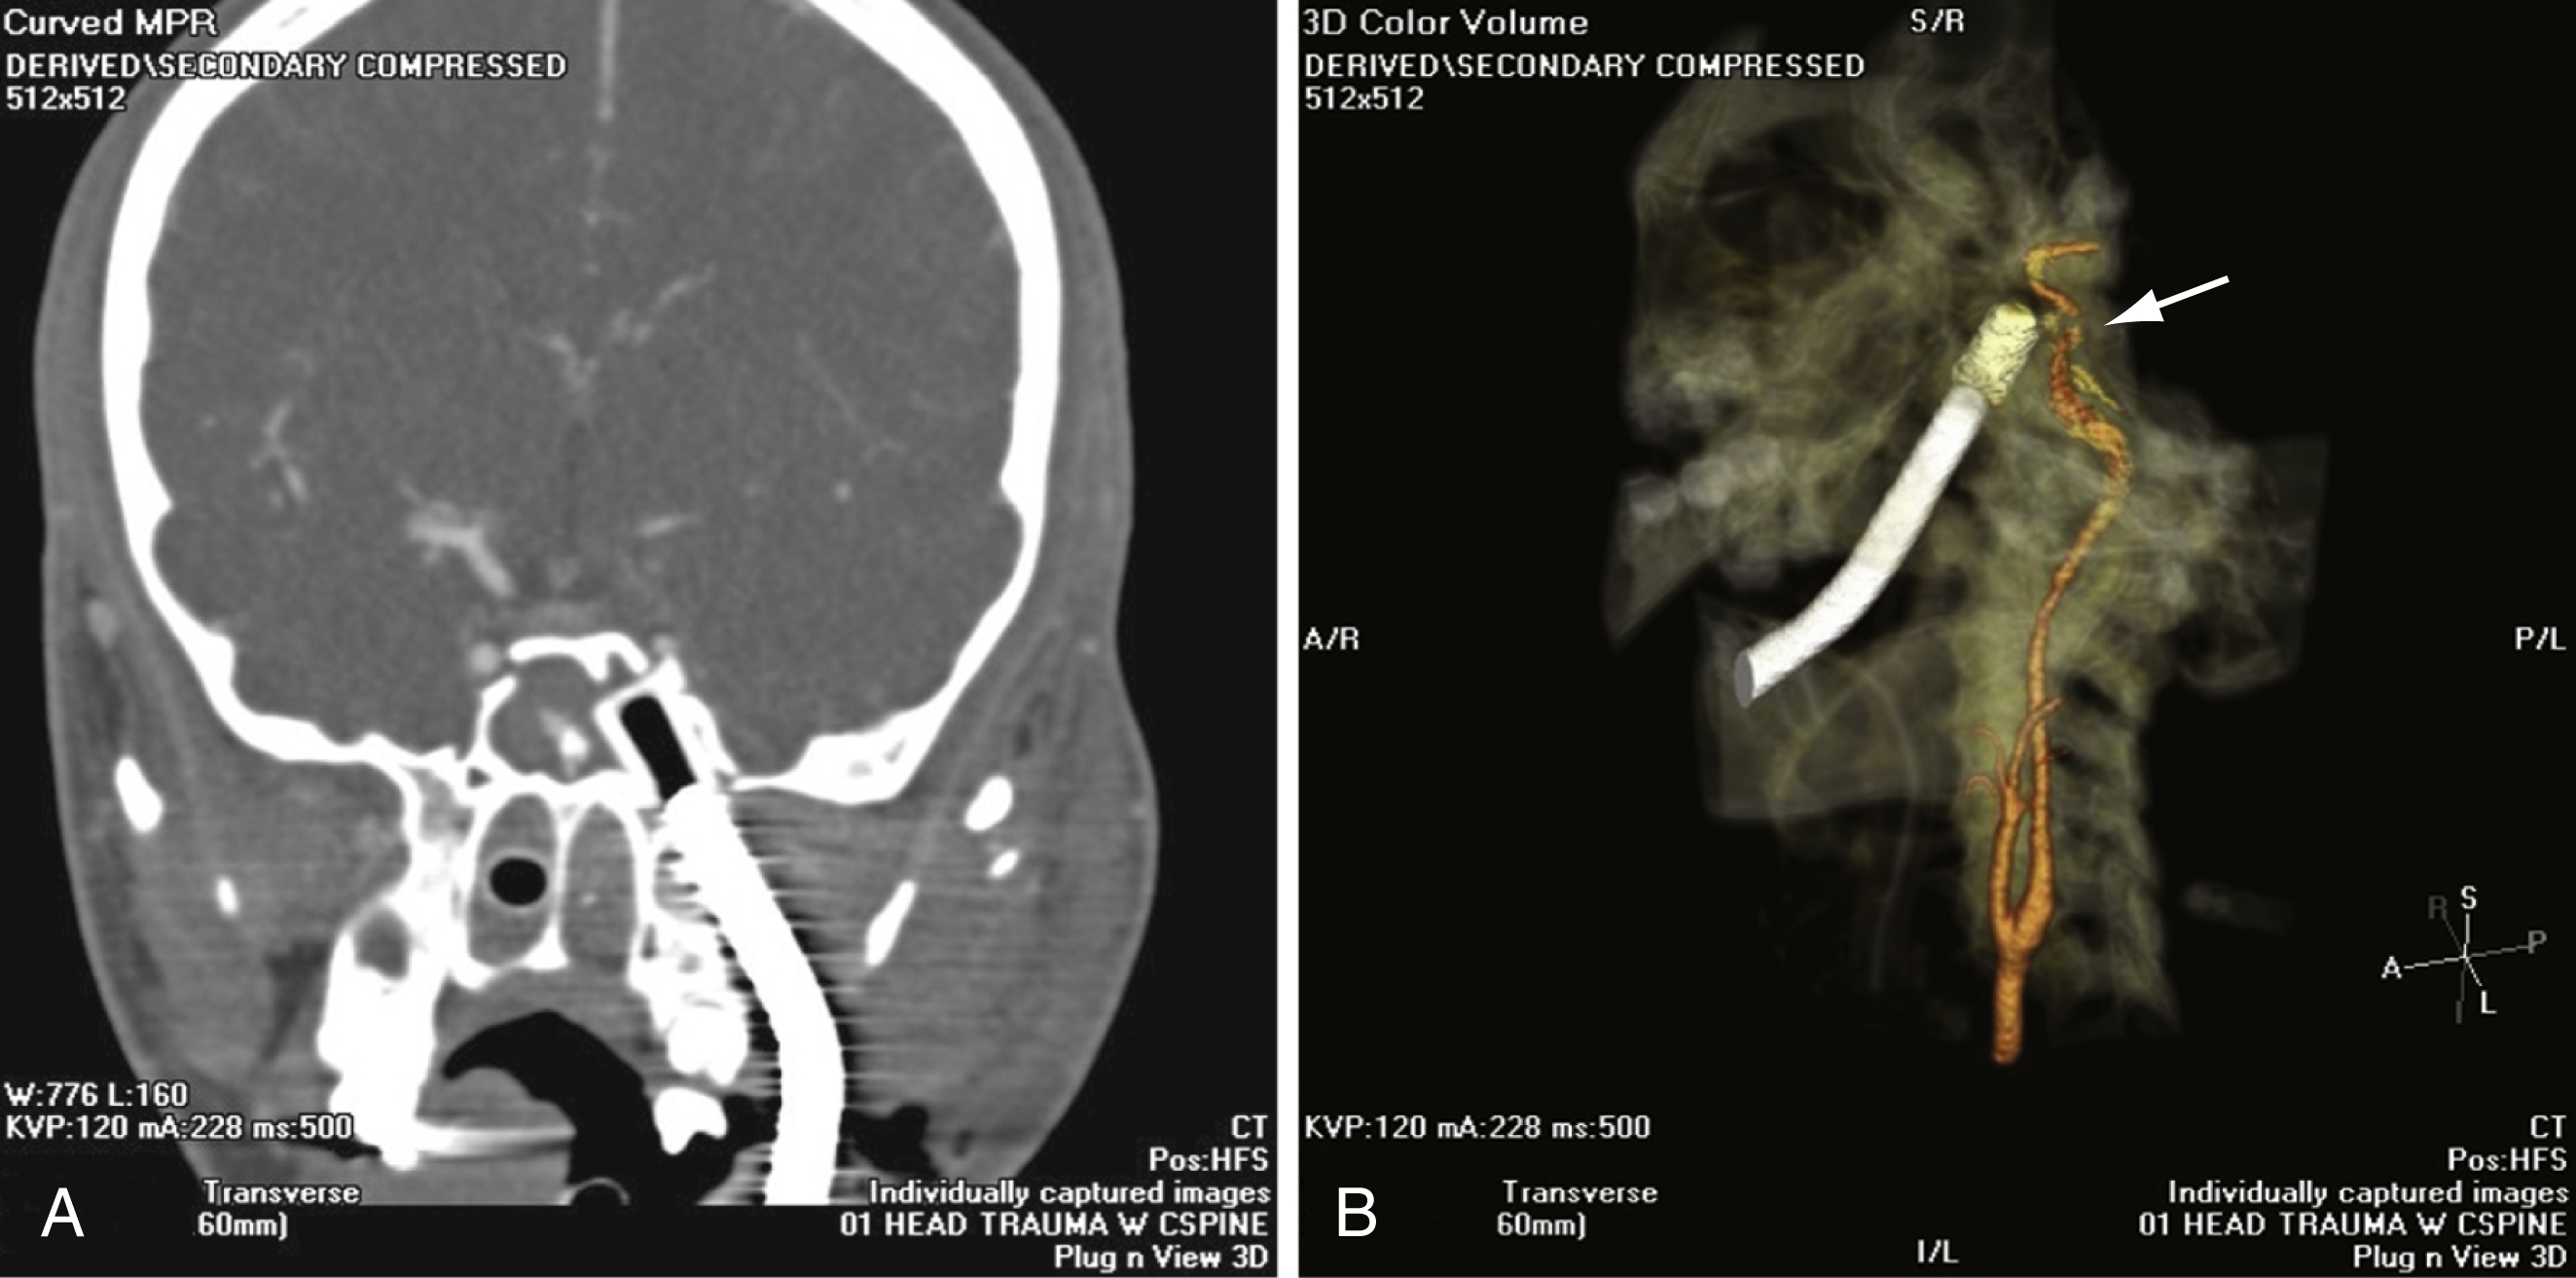 Curved MPR
DERIVED\SECONDARY COMPRESSED
512x512
W:776 L:160
KVP:120 mA:228 ms:500
CT
Pos:HFS
Transverse
Individually captured images
60mm)
01 HEAD TRAUMA W CSPINE
Plug n View 3D
A
3D Color Volume
S/R
DERIVED\SECONDARY COMPRESSED
512x512
A/R
P/L
R
S
P
A
L
I
KVP:120 mA:228 ms:500
CT
Pos:HFS
Transverse
Individually captured images
60mm)
01 HEAD TRAUMA W CSPINE
I/L
Plug n View 3D
B